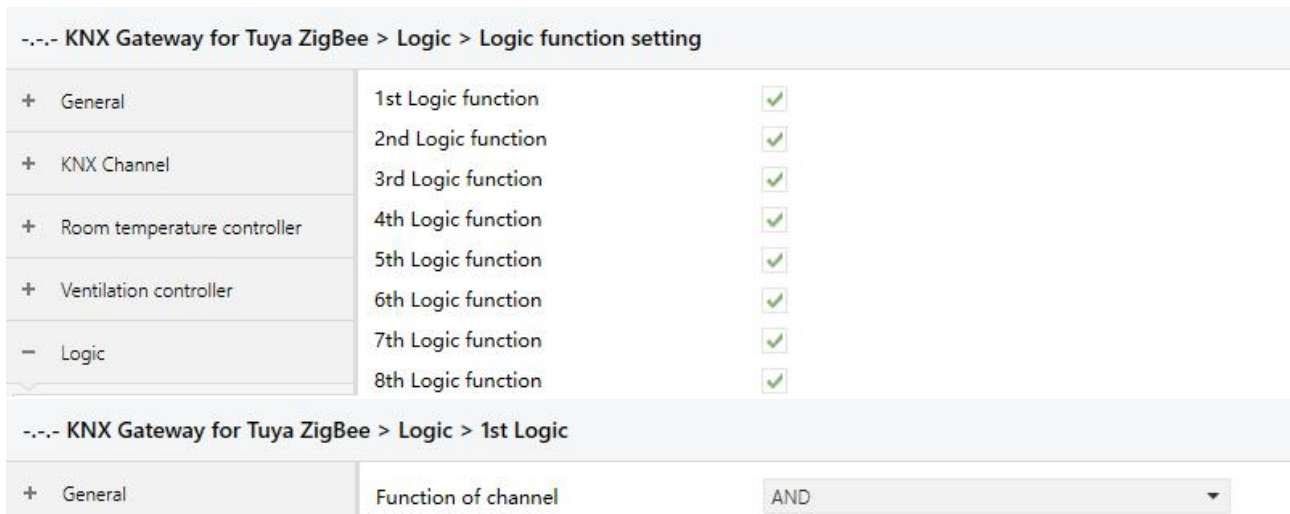 -.-.- KNX Gateway for Tuya ZigBee > Logic > Logic function setting
+ General
+ KNX Channel
+ Room temperature controller
+ Ventilation controller
− Logic
1st Logic function
2nd Logic function
3rd Logic function
4th Logic function
5th Logic function
6th Logic function
7th Logic function
8th Logic function
-.-.- KNX Gateway for Tuya ZigBee > Logic > 1st Logic
+ General
Function of channel AND